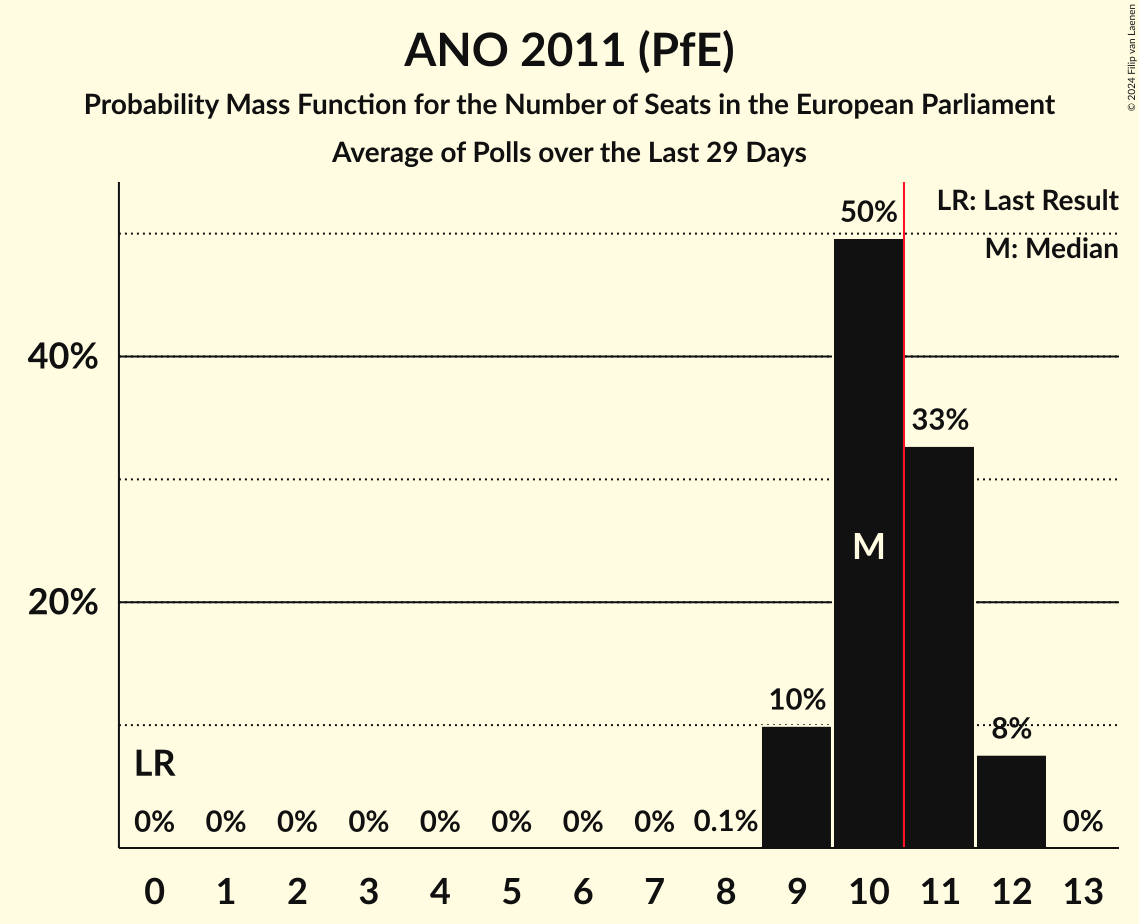 ANO 2011 (PfE)
Probability Mass Function for the Number of Seats in the European Parliament
Average of Polls over the Last 29 Days
© 2024 Filip van Laenen
LR: Last Result
M: Median
50%
40%
33%
M
20%
10%
8%
LR
0% 0% 0% 0% 0% 0% 0% 0% 0.1% 0%
0 1 2 3 4 5 6 7 8 9 10 11 12 13